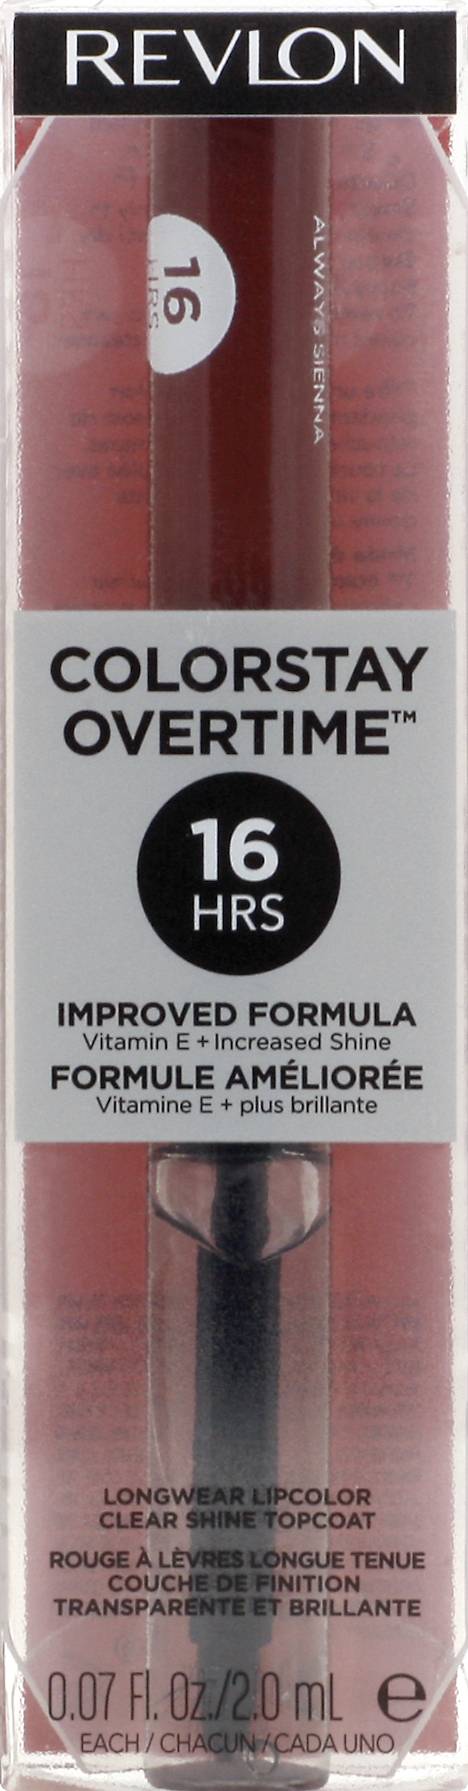 REVLON
16
HRS
ALWAYS SIENNA
COLORSTAY
OVERTIME™
16
HRS
IMPROVED FORMULA
Vitamin E + Increased Shine
FORMULE AMÉLIORÉE
Vitamine E + plus brillante
LONGWEAR LIPCOLOR
CLEAR SHINE TOPCOAT
ROUGE À LÈVRES LONGUE TENUE
COUCHE DE FINITION
TRANSPARENTE ET BRILLANTE
0.07 Fl. Oz./2.0 mL e
EACH / CHACUN / CADA UNO